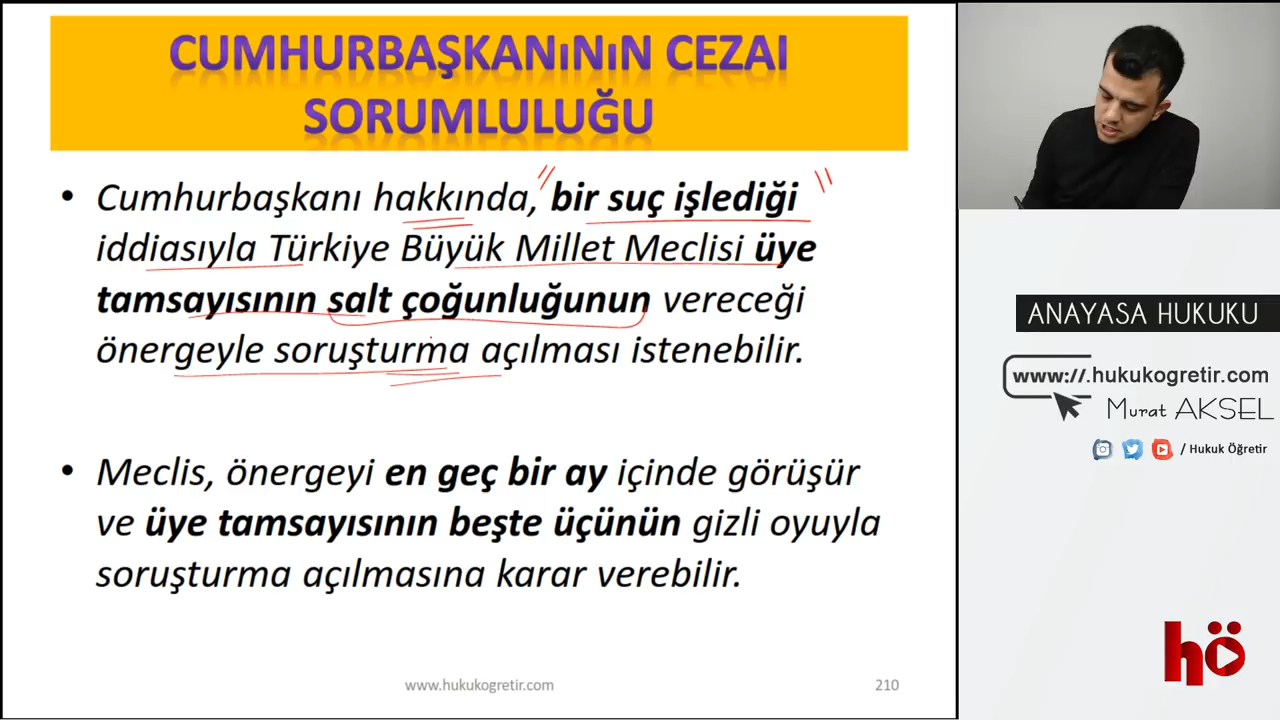 CUMHURBAŞKANıNıN CEZAI
SORUMLULUĞU
• Cumhurbaşkanı hakkında, bir suç işlediği
iddiasıyla Türkiye Büyük Millet Meclisi üye
tamsayısının salt çoğunluğunun vereceği
önergeyle soruşturma açılması istenebilir.
• Meclis, önergeyi en geç bir ay içinde görüşür
ve üye tamsayısının beşte üçünün gizli oyuyla
soruşturma açılmasına karar verebilir.
www.hukukogretir.com
210
ANAYASA HUKUKU
www://.hukukogretir.com
Murat AKSEL
/ Hukuk Öğretir
hö